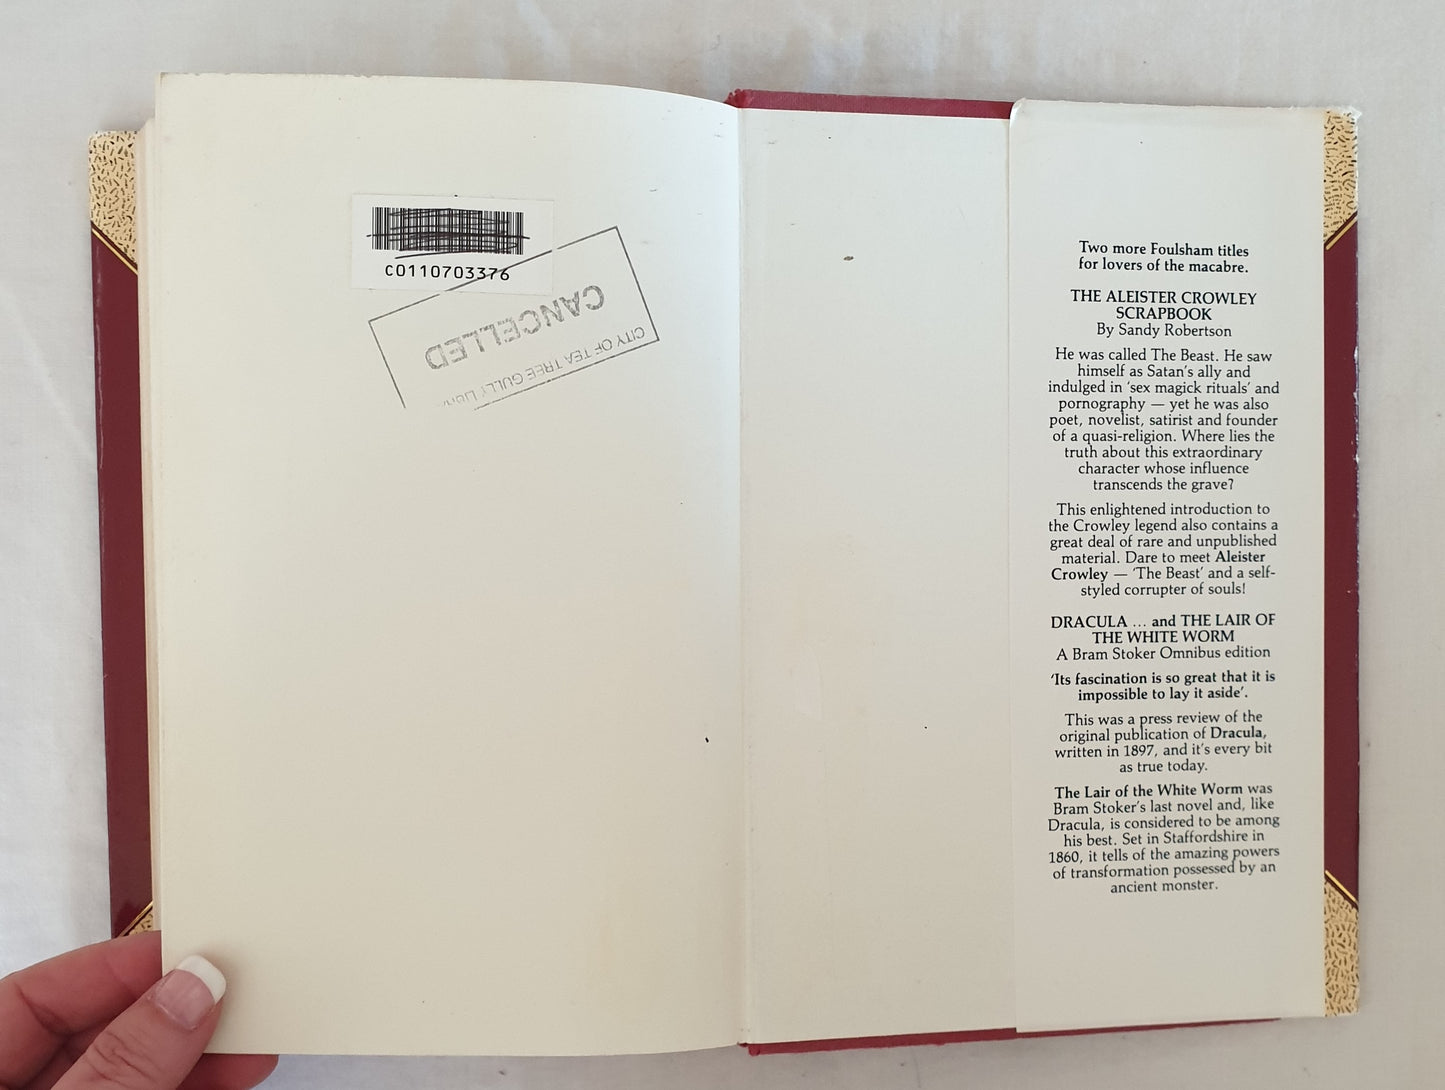 C0110703376
CANCELLED
CITY OF TEA TREE GULLY
Two more Foulsham titles
for lovers of the macabre.
THE ALEISTER CROWLEY
SCRAPBOOK
By Sandy Robertson
He was called The Beast. He saw
himself as Satan's ally and
indulged in 'sex magick rituals' and
pornography — yet he was also
poet, novelist, satirist and founder
of a quasi-religion. Where lies the
truth about this extraordinary
character whose influence
transcends the grave?
This enlightened introduction to
the Crowley legend also contains a
great deal of rare and unpublished
material. Dare to meet Aleister
Crowley — 'The Beast' and a self-
styled corrupter of souls!
DRACULA ... and THE LAIR OF
THE WHITE WORM
A Bram Stoker Omnibus edition
'Its fascination is so great that it is
impossible to lay it aside'.
This was a press review of the
original publication of Dracula,
written in 1897, and it's every bit
as true today.
The Lair of the White Worm was
Bram Stoker's last novel and, like
Dracula, is considered to be among
his best. Set in Staffordshire in
1860, it tells of the amazing powers
of transformation possessed by an
ancient monster.